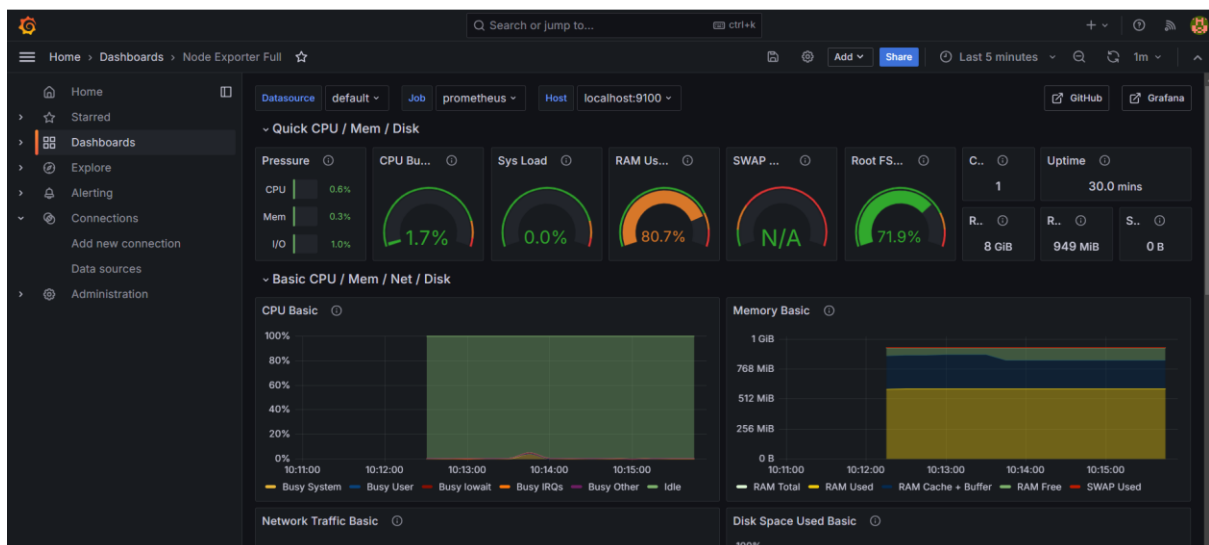 Search or jump to... ctrl+k
Home › Dashboards › Node Exporter Full Add Share Last 5 minutes 1m
Home
Starred
Dashboards
Explore
Alerting
Connections
Add new connection
Data sources
Administration
Datasource default Job prometheus Host localhost:9100 GitHub Grafana
Quick CPU / Mem / Disk
Pressure
CPU 0.6%
Mem 0.3%
I/O 1.0%
CPU Bu...
1.7%
Sys Load
0.0%
RAM Us...
80.7%
SWAP ...
N/A
Root FS...
71.9%
C..
1
Uptime
30.0 mins
R..
8 GiB
R..
949 MiB
S..
0 B
Basic CPU / Mem / Net / Disk
CPU Basic
100%
80%
60%
40%
20%
0%
10:11:00 10:12:00 10:13:00 10:14:00 10:15:00
Busy System Busy User Busy Iowait Busy IRQs Busy Other Idle
Memory Basic
1 GiB
768 MiB
512 MiB
256 MiB
0 B
10:11:00 10:12:00 10:13:00 10:14:00 10:15:00
RAM Total RAM Used RAM Cache + Buffer RAM Free SWAP Used
Network Traffic Basic
Disk Space Used Basic
100%